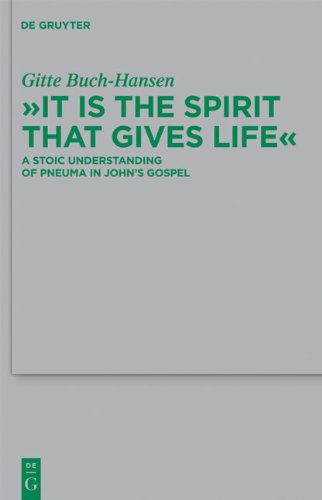 DE GRUYTER
Gitte Buch-Hansen
»IT IS THE SPIRIT
THAT GIVES LIFE«
A STOIC UNDERSTANDING
OF PNEUMA IN JOHN'S GOSPEL
DE
G